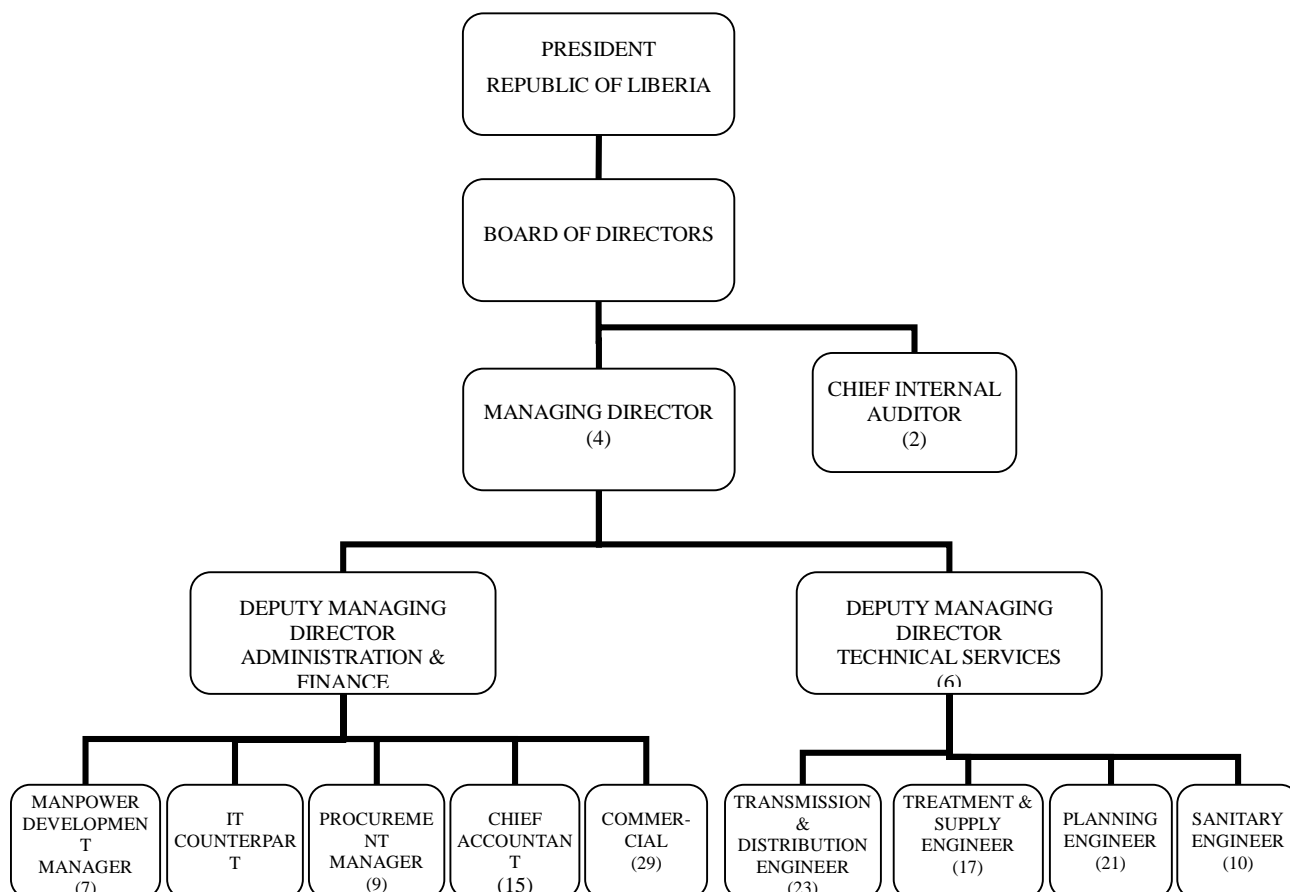 PRESIDENT
REPUBLIC OF LIBERIA
BOARD OF DIRECTORS
MANAGING DIRECTOR
(4)
CHIEF INTERNAL
AUDITOR
(2)
DEPUTY MANAGING
DIRECTOR
ADMINISTRATION &
FINANCE
DEPUTY MANAGING
DIRECTOR
TECHNICAL SERVICES
(6)
MANPOWER
DEVELOPMEN
T
MANAGER
(7)
IT
COUNTERPAR
T
PROCUREME
NT
MANAGER
(9)
CHIEF
ACCOUNTAN
T
(15)
COMMER-
CIAL
(29)
TRANSMISSION
&
DISTRIBUTION
ENGINEER
(23)
TREATMENT &
SUPPLY
ENGINEER
(17)
PLANNING
ENGINEER
(21)
SANITARY
ENGINEER
(10)